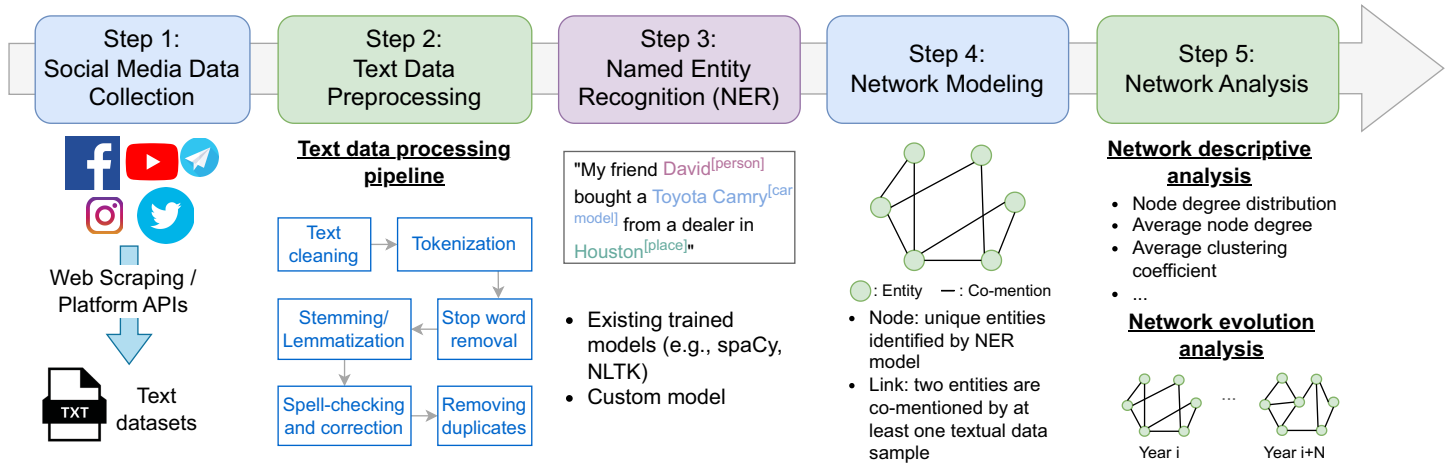 Step 1:
Social Media Data
Collection
Step 2:
Text Data
Preprocessing
Step 3:
Named Entity
Recognition (NER)
Step 4:
Network Modeling
Step 5:
Network Analysis
f
Web Scraping /
Platform APIs
TXT
Text
datasets
Text data processing
pipeline
Text
cleaning
Tokenization
Stemming/
Lemmatization
Stop word
removal
Spell-checking
and correction
Removing
duplicates
"My friend David[person]
bought a Toyota Camry[car
model] from a dealer in
Houston[place]"
• Existing trained
models (e.g., spaCy,
NLTK)
• Custom model
: Entity
: Co-mention
• Node: unique entities
identified by NER
model
• Link: two entities are
co-mentioned by at
least one textual data
sample
Network descriptive
analysis
• Node degree distribution
• Average node degree
• Average clustering
coefficient
• ...
Network evolution
analysis
...
Year i
Year i+N